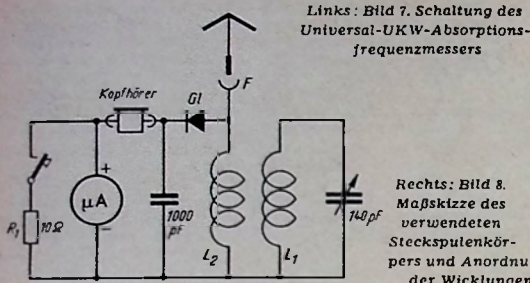 Links: Bild 7. Schaltung des
Universal-UKW-Absorptions-
frequenzmessers
F
Kopfhörer
Gl
+
µA
-
R1
10Ω
1000
pF
L2
L1
140pF
Rechts: Bild 8.
Maßskizze des
verwendeten
Steckspulenkör-
pers und Anordnu
der Wicklungen